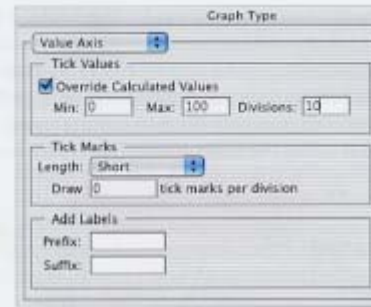 Graph Type
Value Axis
Tick Values
Override Calculated Values
Min: 0 Max: 100 Divisions: 10
Tick Marks
Length: Short
Draw 0 tick marks per division
Add Labels
Prefix:
Suffix: